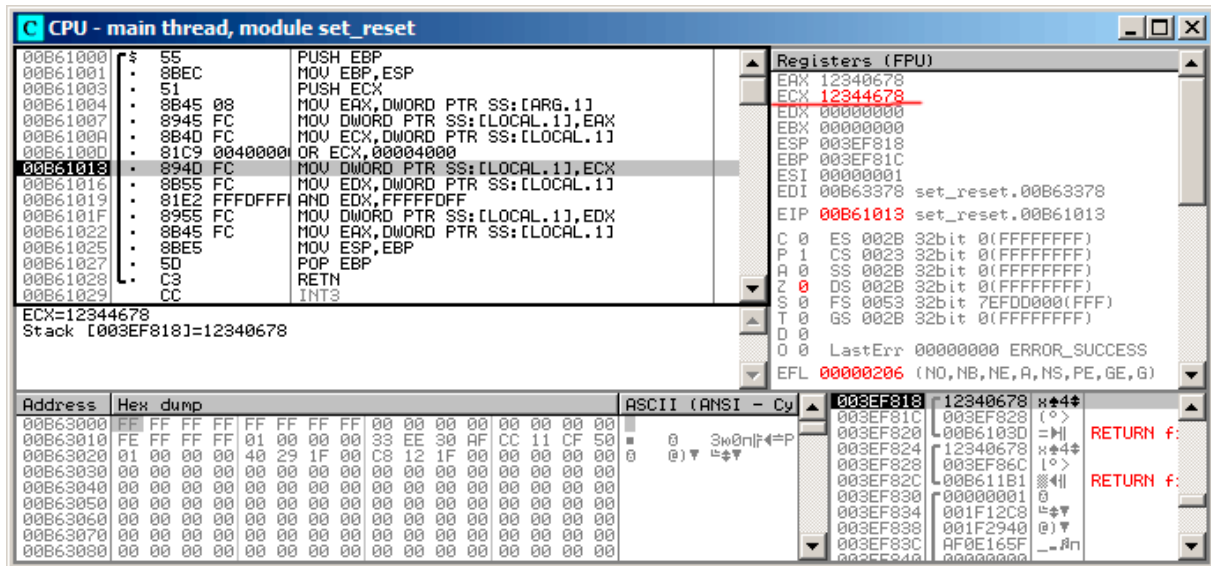 C CPU - main thread, module set_reset
00B61000 $ 55 PUSH EBP
00B61001 . 8BEC MOV EBP,ESP
00B61003 . 51 PUSH ECX
00B61004 . 8B45 08 MOV EAX,DWORD PTR SS:[ARG.1]
00B61007 . 8945 FC MOV DWORD PTR SS:[LOCAL.1],EAX
00B6100A . 8B4D FC MOV ECX,DWORD PTR SS:[LOCAL.1]
00B6100D . 81C9 0040000 OR ECX,00004000
00B61013 . 894D FC MOV DWORD PTR SS:[LOCAL.1],ECX
00B61016 . 8B55 FC MOV EDX,DWORD PTR SS:[LOCAL.1]
00B61019 . 81E2 FFFDFFF AND EDX,FFFFFDFF
00B6101F . 8955 FC MOV DWORD PTR SS:[LOCAL.1],EDX
00B61022 . 8B45 FC MOV EAX,DWORD PTR SS:[LOCAL.1]
00B61025 . 8BE5 MOV ESP,EBP
00B61027 . 5D POP EBP
00B61028 . C3 RETN
00B61029 CC INT3
ECX=12344678
Stack [003EF818]=12340678
Registers (FPU)
EAX 12340678
ECX 12344678
EDX 00000000
EBX 00000000
ESP 003EF818
EBP 003EF81C
ESI 00000001
EDI 00B63378 set_reset.00B63378
EIP 00B61013 set_reset.00B61013
C 0 ES 002B 32bit 0(FFFFFFFF)
P 1 CS 0023 32bit 0(FFFFFFFF)
A 0 SS 002B 32bit 0(FFFFFFFF)
Z 0 DS 002B 32bit 0(FFFFFFFF)
S 0 FS 0053 32bit 7EFDD000(FFF)
T 0 GS 002B 32bit 0(FFFFFFFF)
D 0
O 0 LastErr 00000000 ERROR_SUCCESS
EFL 00000206 (NO,NB,NE,A,NS,PE,GE,G)
Address Hex dump ASCII (ANSI - Cy
00B63000 FF FF FF FF FF FF FF FF 00 00 00 00 00 00 00 00
00B63010 FE FF FF FF 01 00 00 00 33 EE 30 AF CC 11 CF 50
00B63020 01 00 00 00 40 29 1F 00 C8 12 1F 00 00 00 00 00
00B63030 00 00 00 00 00 00 00 00 00 00 00 00 00 00 00 00
00B63040 00 00 00 00 00 00 00 00 00 00 00 00 00 00 00 00
00B63050 00 00 00 00 00 00 00 00 00 00 00 00 00 00 00 00
00B63060 00 00 00 00 00 00 00 00 00 00 00 00 00 00 00 00
00B63070 00 00 00 00 00 00 00 00 00 00 00 00 00 00 00 00
00B63080 00 00 00 00 00 00 00 00 00 00 00 00 00 00 00 00
003EF818 12340678
003EF81C 003EF828
003EF820 00B6103D RETURN f
003EF824 12340678
003EF828 003EF86C
003EF82C 00B611B1 RETURN f
003EF830 00000001
003EF834 001F12C8
003EF838 001F2940
003EF83C AF0E165F